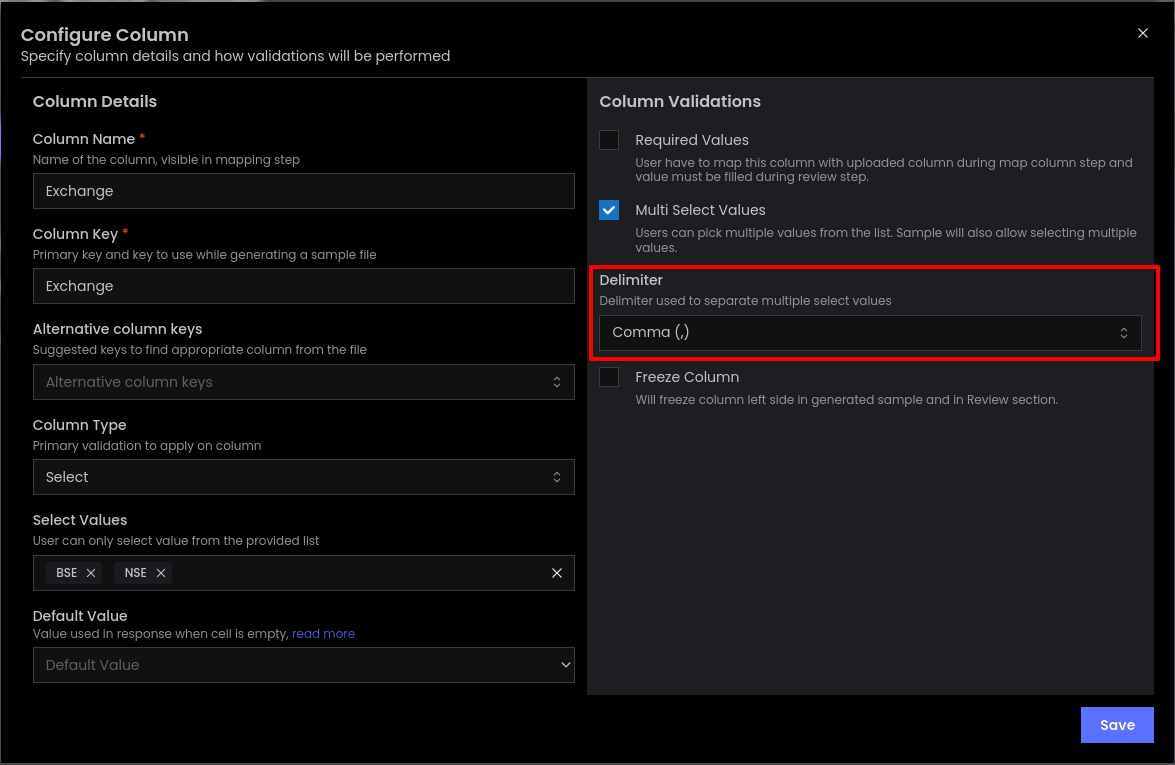 Configure Column
Specify column details and how validations will be performed
Column Details
Column Name *
Name of the column, visible in mapping step
Exchange
Column Key *
Primary key and key to use while generating a sample file
Exchange
Alternative column keys
Suggested keys to find appropriate column from the file
Alternative column keys
Column Type
Primary validation to apply on column
Select
Select Values
User can only select value from the provided list
BSE NSE
Default Value
Value used in response when cell is empty, read more
Default Value
Column Validations
Required Values
User have to map this column with uploaded column during map column step and
value must be filled during review step.
Multi Select Values
Users can pick multiple values from the list. Sample will also allow selecting multiple
values.
Delimiter
Delimiter used to separate multiple select values
Comma (,)
Freeze Column
Will freeze column left side in generated sample and in Review section.
Save